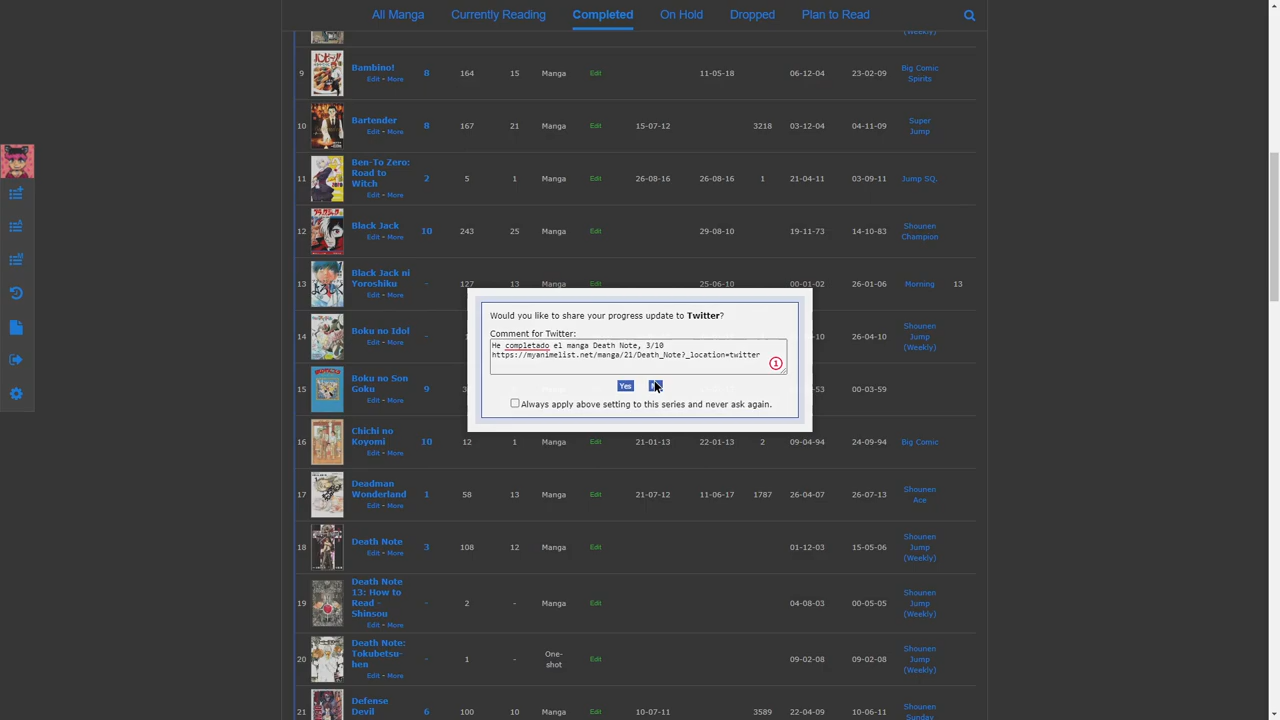 All Manga Currently Reading Completed On Hold Dropped Plan to Read
(Weekly)
9 Bambino! 8 164 15 Manga Edit 11-05-18 06-12-04 23-02-09 Big Comic
Edit - More Spirits
10 Bartender 8 167 21 Manga Edit 15-07-12 3218 03-12-04 04-11-09 Super
Edit - More Jump
Ben-To Zero:
Road to
11 Witch 2 5 1 Manga Edit 26-08-16 26-08-16 1 21-04-11 03-09-11 Jump SQ.
Edit - More
12 Black Jack 10 243 25 Manga Edit 29-08-10 19-11-73 14-10-83 Shounen
Edit - More Champion
Black Jack ni
13 Yoroshiku - 127 13 Manga Edit 25-06-10 00-01-02 26-01-06 Morning 13
Edit - More
14 Boku no Idol - Shounen
Edit - More Jump
(Weekly)
Boku no Son
15 Goku 9 -53 00-03-59
Edit - More
Would you like to share your progress update to Twitter?
Comment for Twitter:
He completado el manga Death Note, 3/10
https://myanimelist.net/manga/21/Death_Note?_location=twitter
1
Yes
Always apply above setting to this series and never ask again.
Chichi no
16 Koyomi 10 12 1 Manga Edit 21-01-13 22-01-13 2 09-04-94 24-09-94 Big Comic
Edit - More
Deadman
17 Wonderland 1 58 13 Manga Edit 21-07-12 11-06-17 1787 26-04-07 26-07-13 Shounen
Edit - More Ace
18 Death Note 3 108 12 Manga Edit 01-12-03 15-05-06 Shounen
Edit - More Jump
(Weekly)
Death Note
13: How to
19 Read - - 2 - Manga Edit 04-08-03 00-05-05 Shounen
Shinsou Jump
Edit - More (Weekly)
Death Note:
Tokubetsu-
20 hen - 1 - One-shot Edit 09-02-08 09-02-08 Shounen
Edit - More Jump
(Weekly)
Defense
21 Devil 6 100 10 Manga Edit 10-07-11 3589 22-04-09 10-06-11 Shounen
Sunday